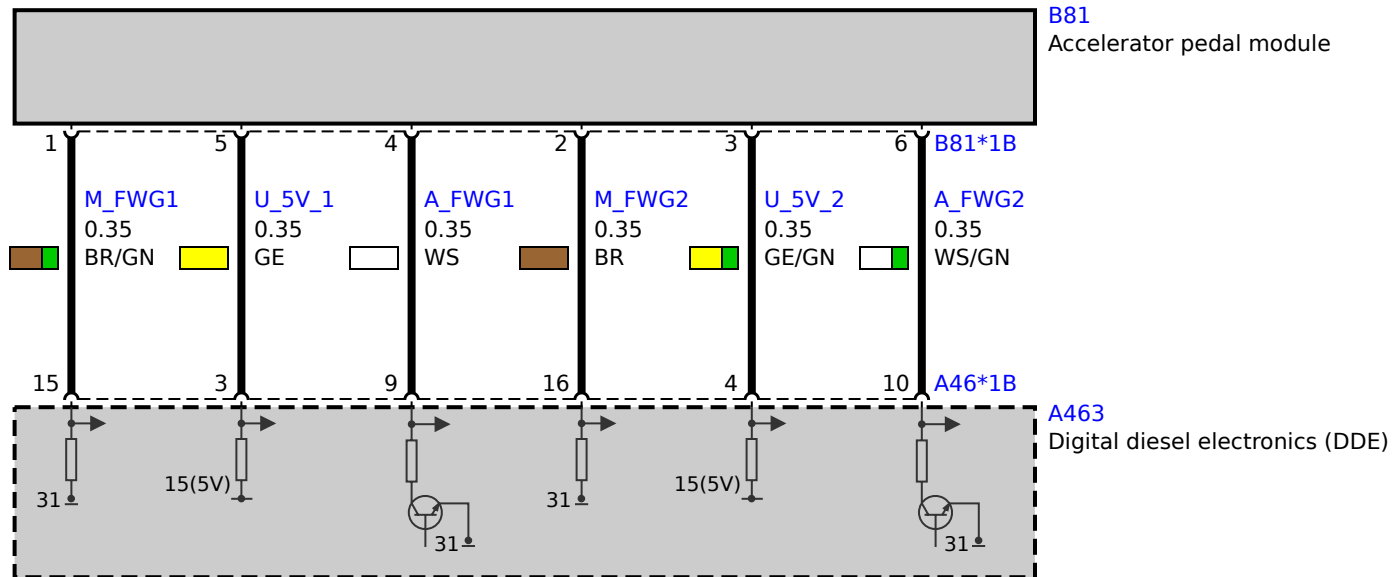 B81
Accelerator pedal module
1 5 4 2 3 6 B81*1B
M_FWG1 U_5V_1 A_FWG1 M_FWG2 U_5V_2 A_FWG2
0.35 0.35 0.35 0.35 0.35 0.35
BR/GN GE WS BR GE/GN WS/GN
15 3 9 16 4 10 A46*1B
A463
Digital diesel electronics (DDE)
15(5V) 15(5V)
31 31
31 31